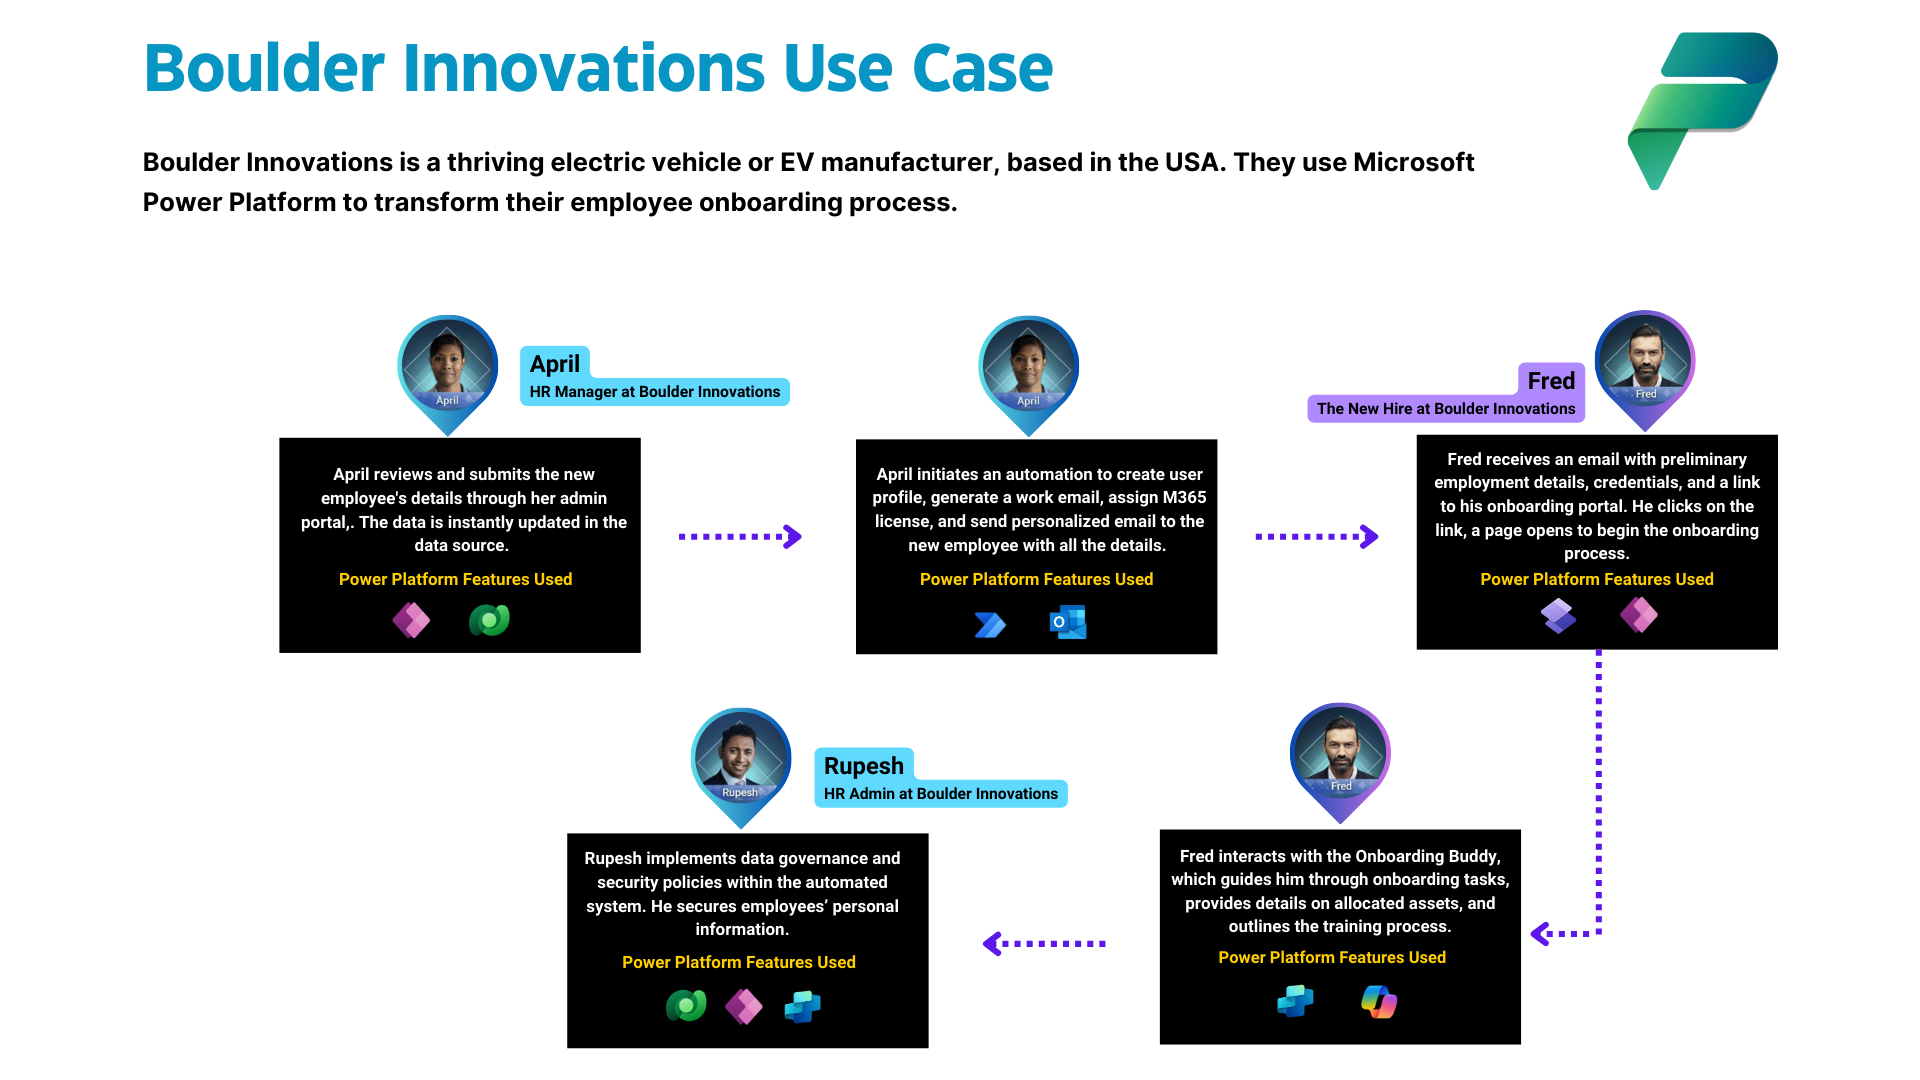 Boulder Innovations Use Case
Boulder Innovations is a thriving electric vehicle or EV manufacturer, based in the USA. They use Microsoft
Power Platform to transform their employee onboarding process.
April
April
HR Manager at Boulder Innovations
April reviews and submits the new
employee's details through her admin
portal,. The data is instantly updated in the
data source.
Power Platform Features Used
April
April initiates an automation to create user
profile, generate a work email, assign M365
license, and send personalized email to the
new employee with all the details.
Power Platform Features Used
O
Fred
The New Hire at Boulder Innovations
Fred
Fred receives an email with preliminary
employment details, credentials, and a link
to his onboarding portal. He clicks on the
link, a page opens to begin the onboarding
process.
Power Platform Features Used
Fred
Fred interacts with the Onboarding Buddy,
which guides him through onboarding tasks,
provides details on allocated assets, and
outlines the training process.
Power Platform Features Used
Rupesh
Rupesh
HR Admin at Boulder Innovations
Rupesh implements data governance and
security policies within the automated
system. He secures employees’ personal
information.
Power Platform Features Used